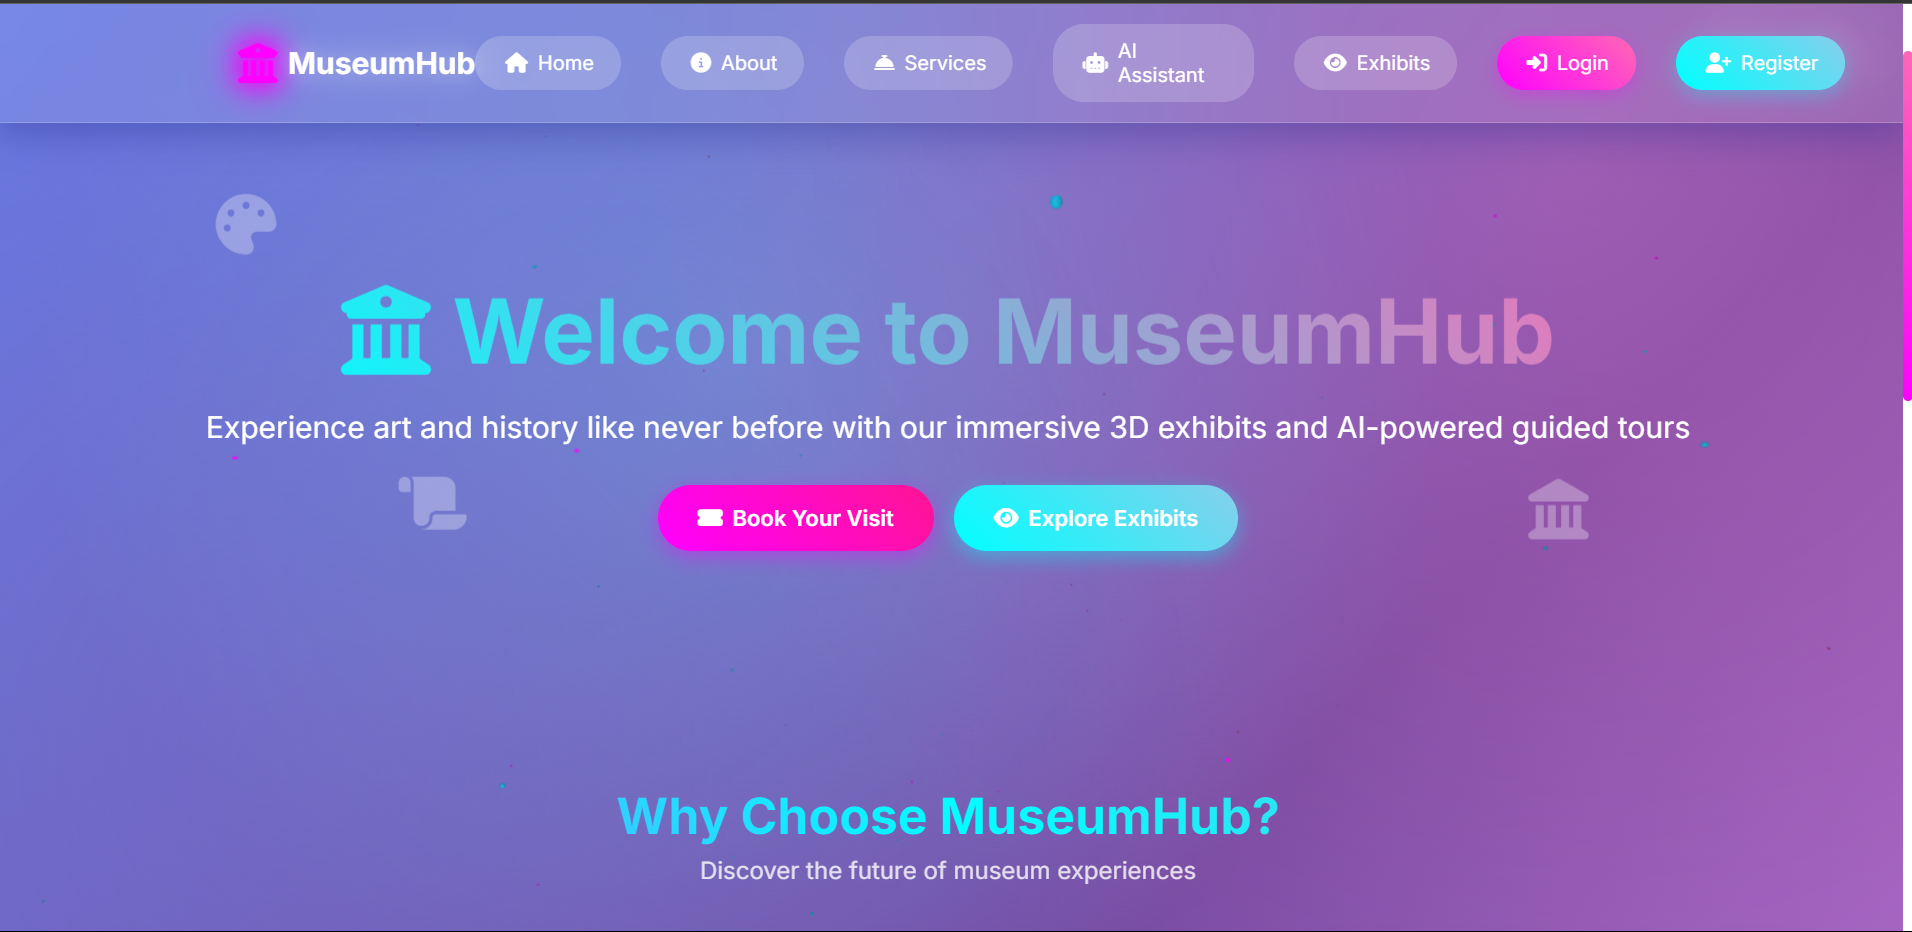 MuseumHub
Home
About
Services
AI
Assistant
Exhibits
Login
Register
Welcome to MuseumHub
Experience art and history like never before with our immersive 3D exhibits and AI-powered guided tours
Book Your Visit
Explore Exhibits
Why Choose MuseumHub?
Discover the future of museum experiences